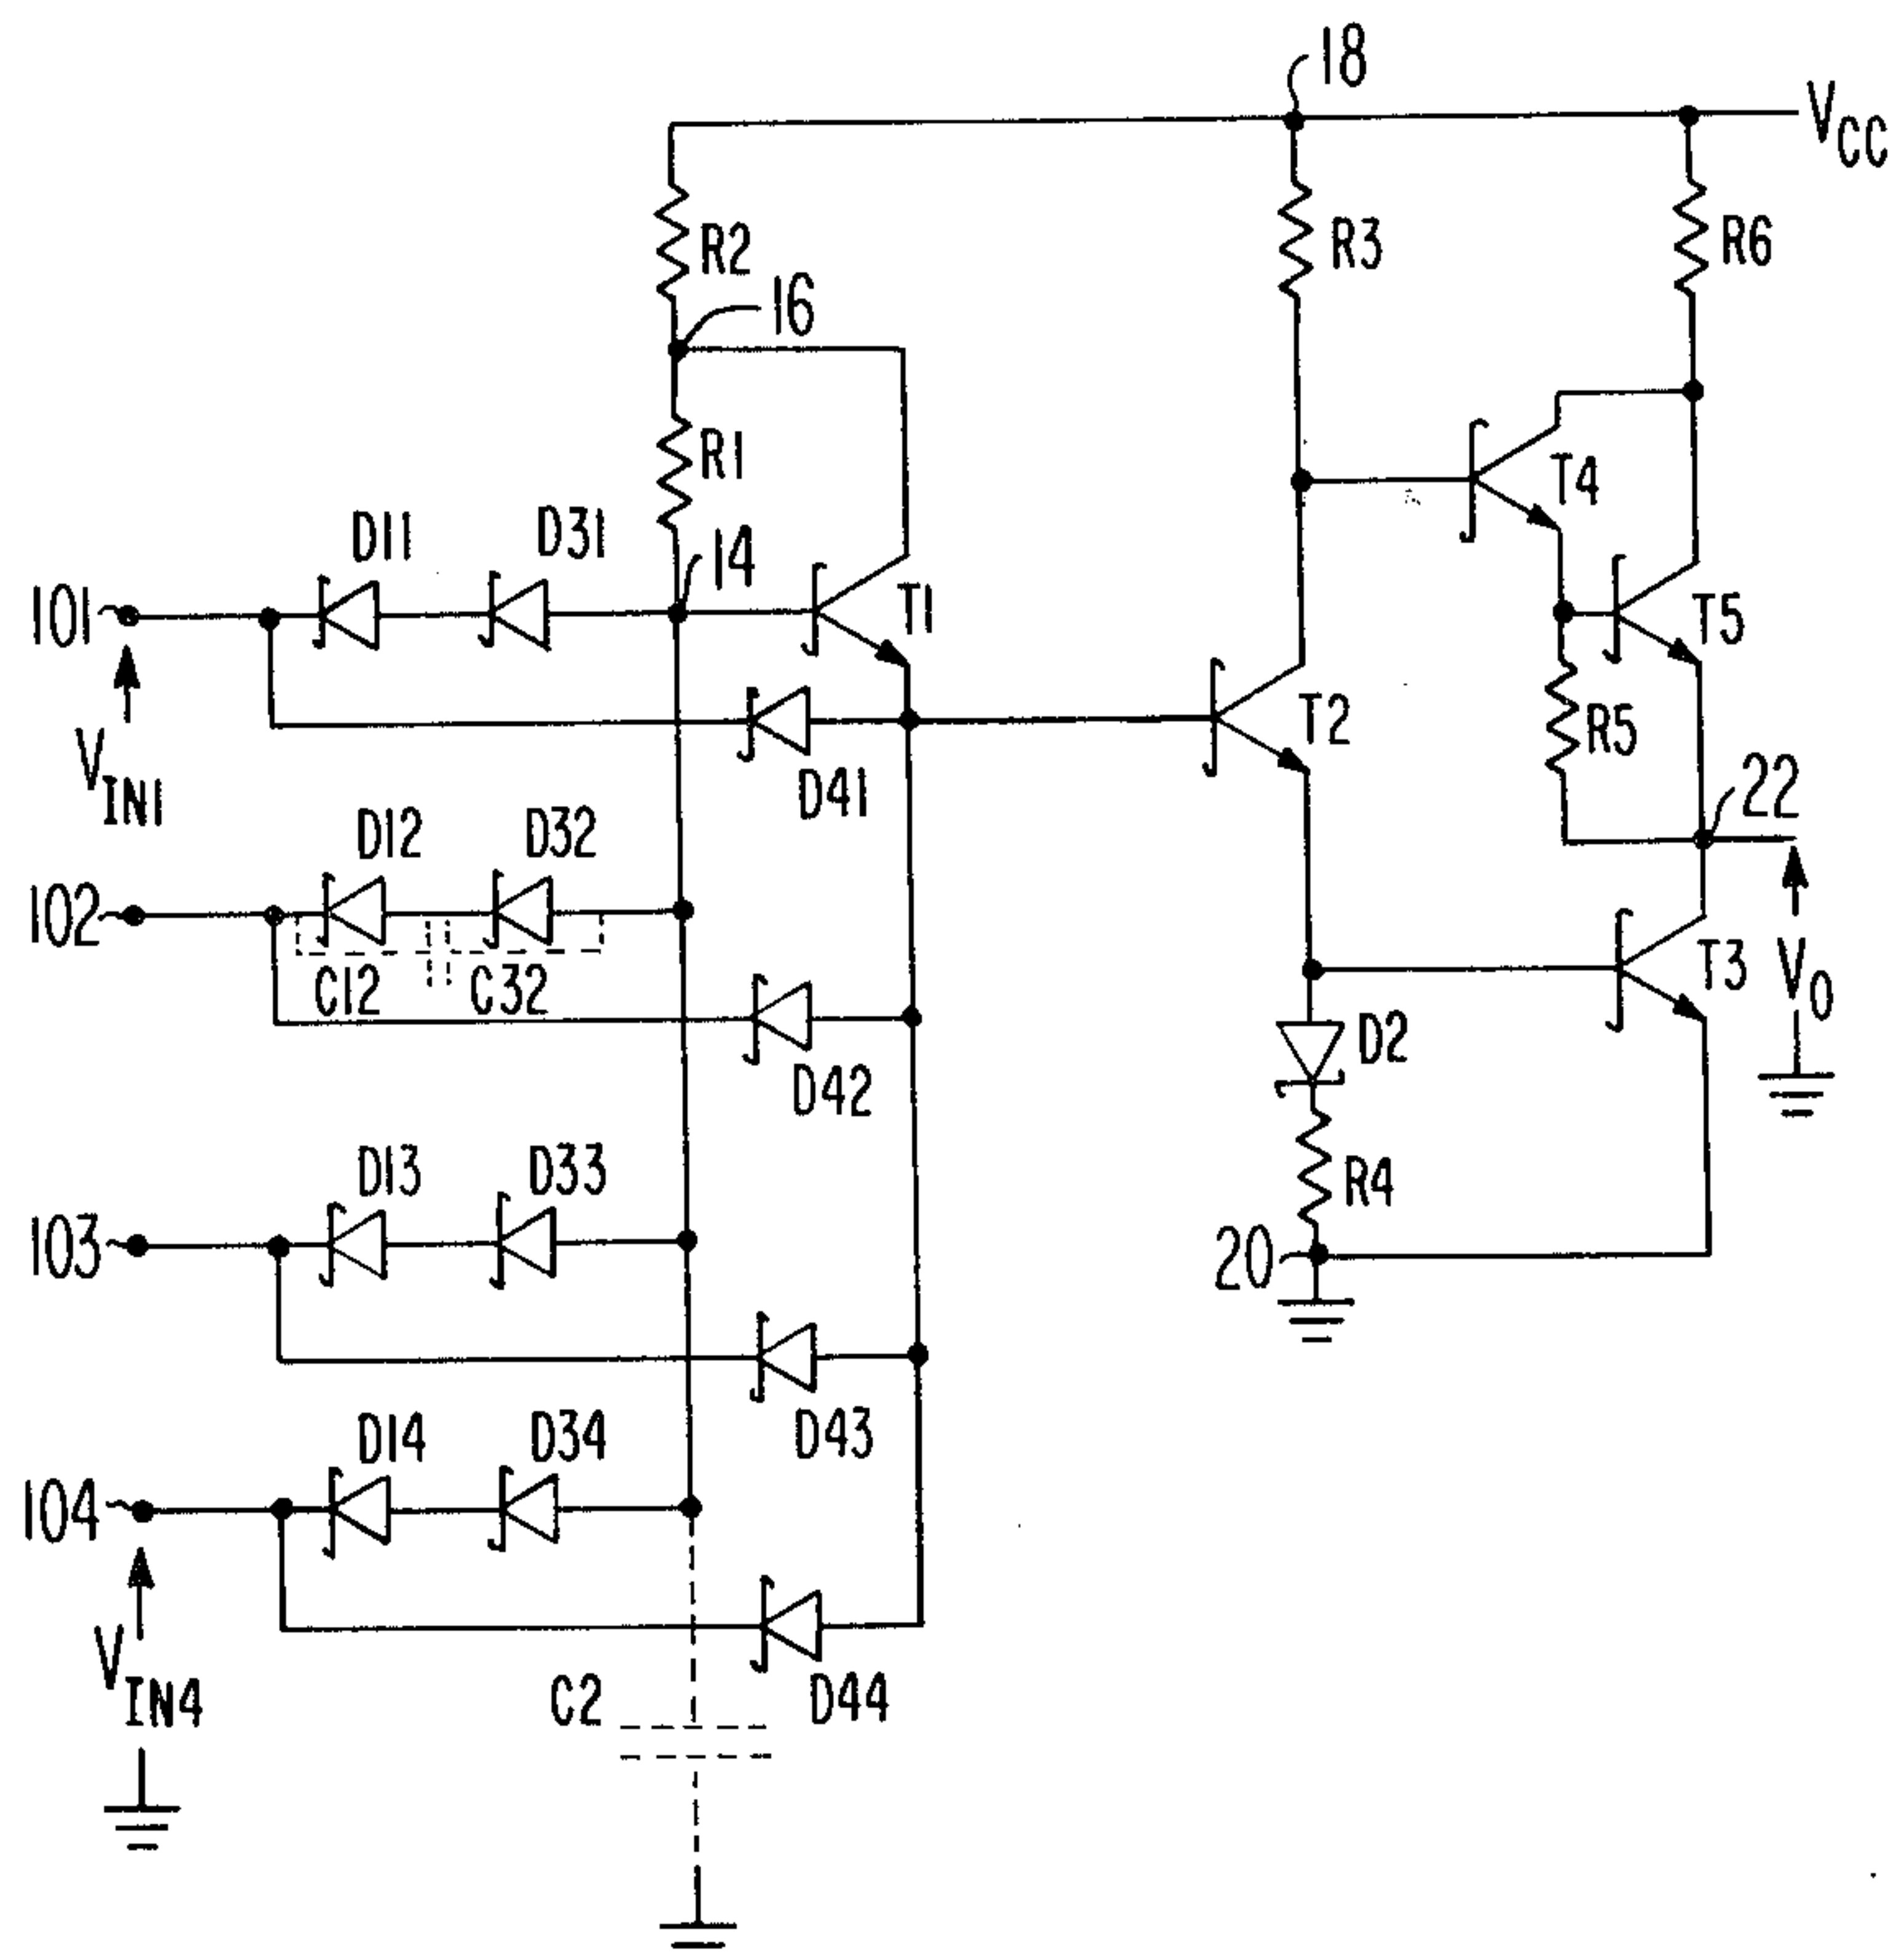 18
VCC
R2
R3
R6
16
R1
T4
D11
D31
14
101
T1
T5
T2
R5
VIN1
D41
22
D12
D32
102
C12
C32
T3
VO
D42
D2
D13
D33
R4
103
20
D43
D14
D34
104
VIN4
C2
D44